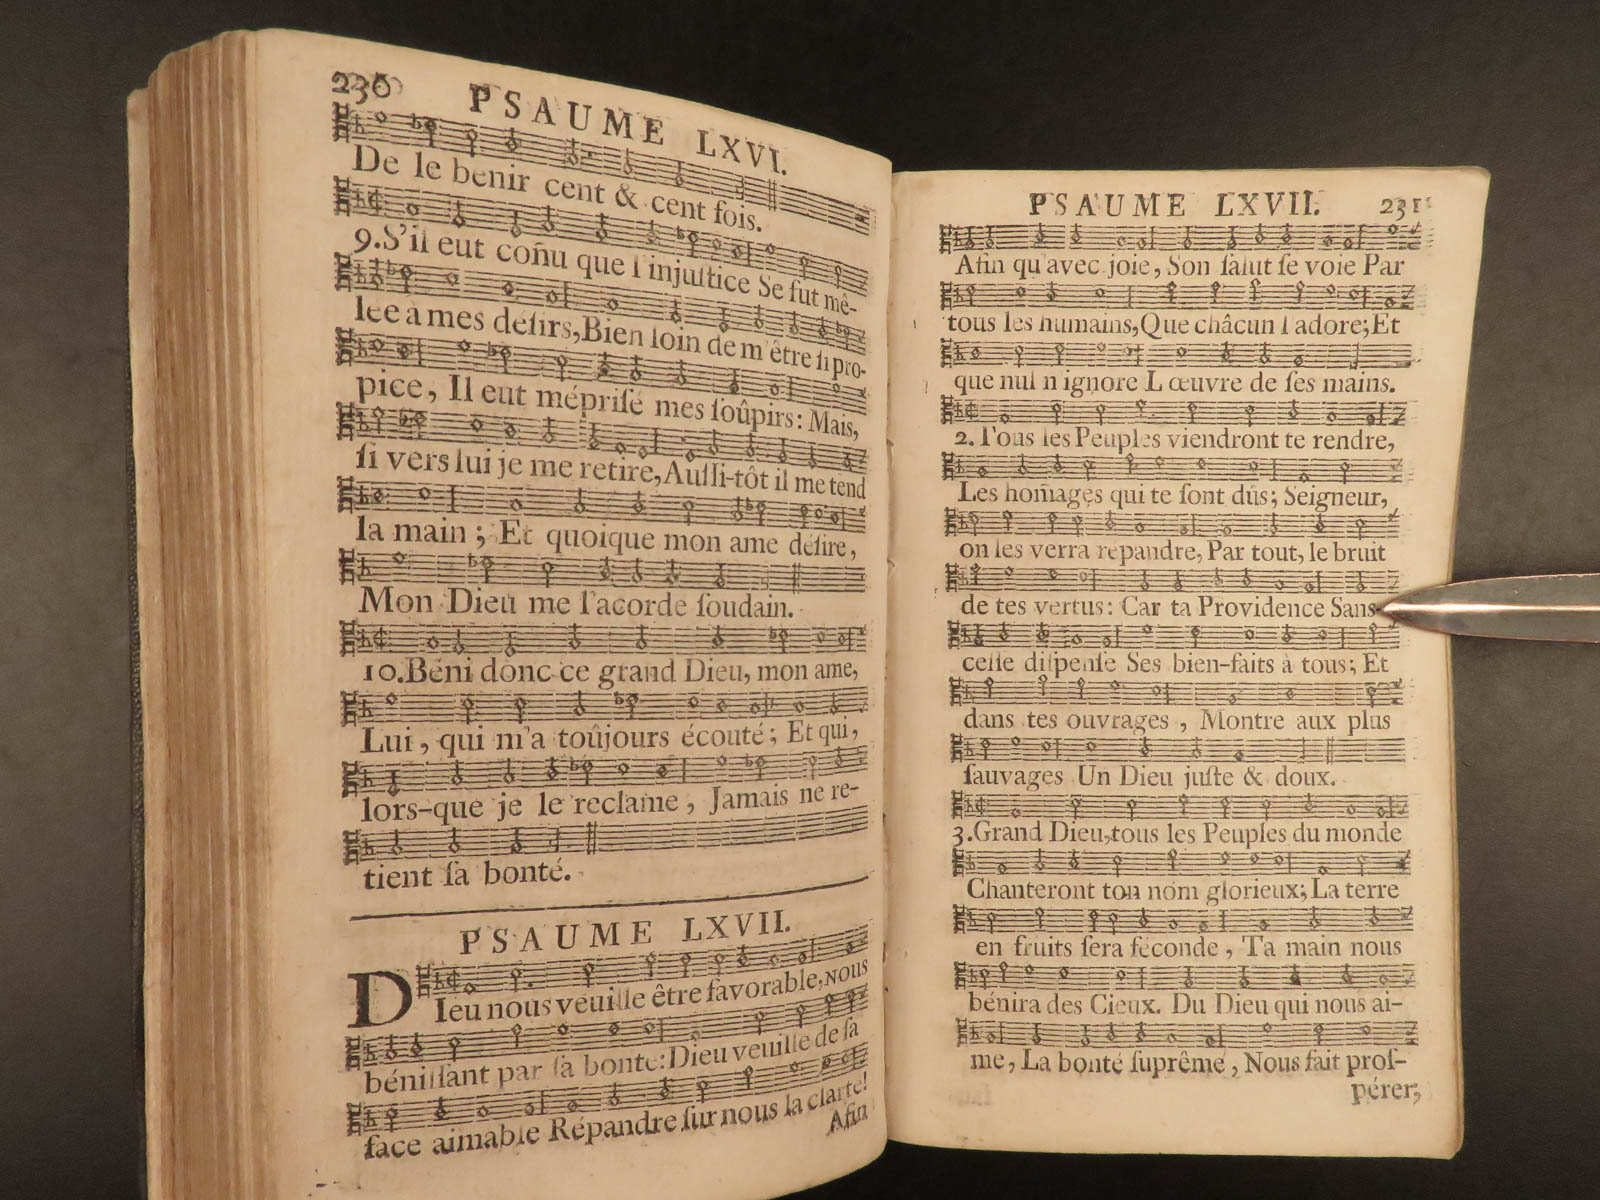 230
PSAUME LXVI.
De le benir cent & cent fois.
9.S'il eut coñu que l'injuſtice Se fut mê-
lée à mes déſirs, Bien loin de m'être ſi pro-
pice, Il eut mépriſé mes ſoûpirs: Mais,
ſi vers lui je me retire, Auſſi-tôt il me tend
la main; Et quoique mon ame déſire,
Mon Dieu me l'acorde ſoudain.
10.Béni donc ce grand Dieu, mon ame,
Lui, qui m'a toûjours écouté; Et qui,
lors-que je le reclame, Jamais ne re-
tient ſa bonté.
PSAUME LXVII.
DIeu nous veuille être favorable, Nous
béniſſant par ſa bonté: Dieu veuille de ſa
face aimable Répandre ſur nous la clarté!
Afin
PSAUME LXVII. 231
Afin qu'avec joie, Son ſalut ſe voie Par
tous les humains, Que châcun l'adore; Et
que nul n'ignore L'œuvre de ſes mains.
2. Tous les Peuples viendront te rendre,
Les hom̃ages qui te ſont dûs; Seigneur,
on les verra répandre, Par tout, le bruit
de tes vertus: Car ta Providence Sans-
ceſſe diſpenſe Ses bien-faits à tous; Et
dans tes ouvrages, Montre aux plus
ſauvages Un Dieu juſte & doux.
3.Grand Dieu, tous les Peuples du monde
Chanteront ton nom glorieux; La terre
en fruits ſera féconde, Ta main nous
bénira des Cieux. Du Dieu qui nous ai-
me, La bonté ſuprême, Nous fait proſ-
pérer;